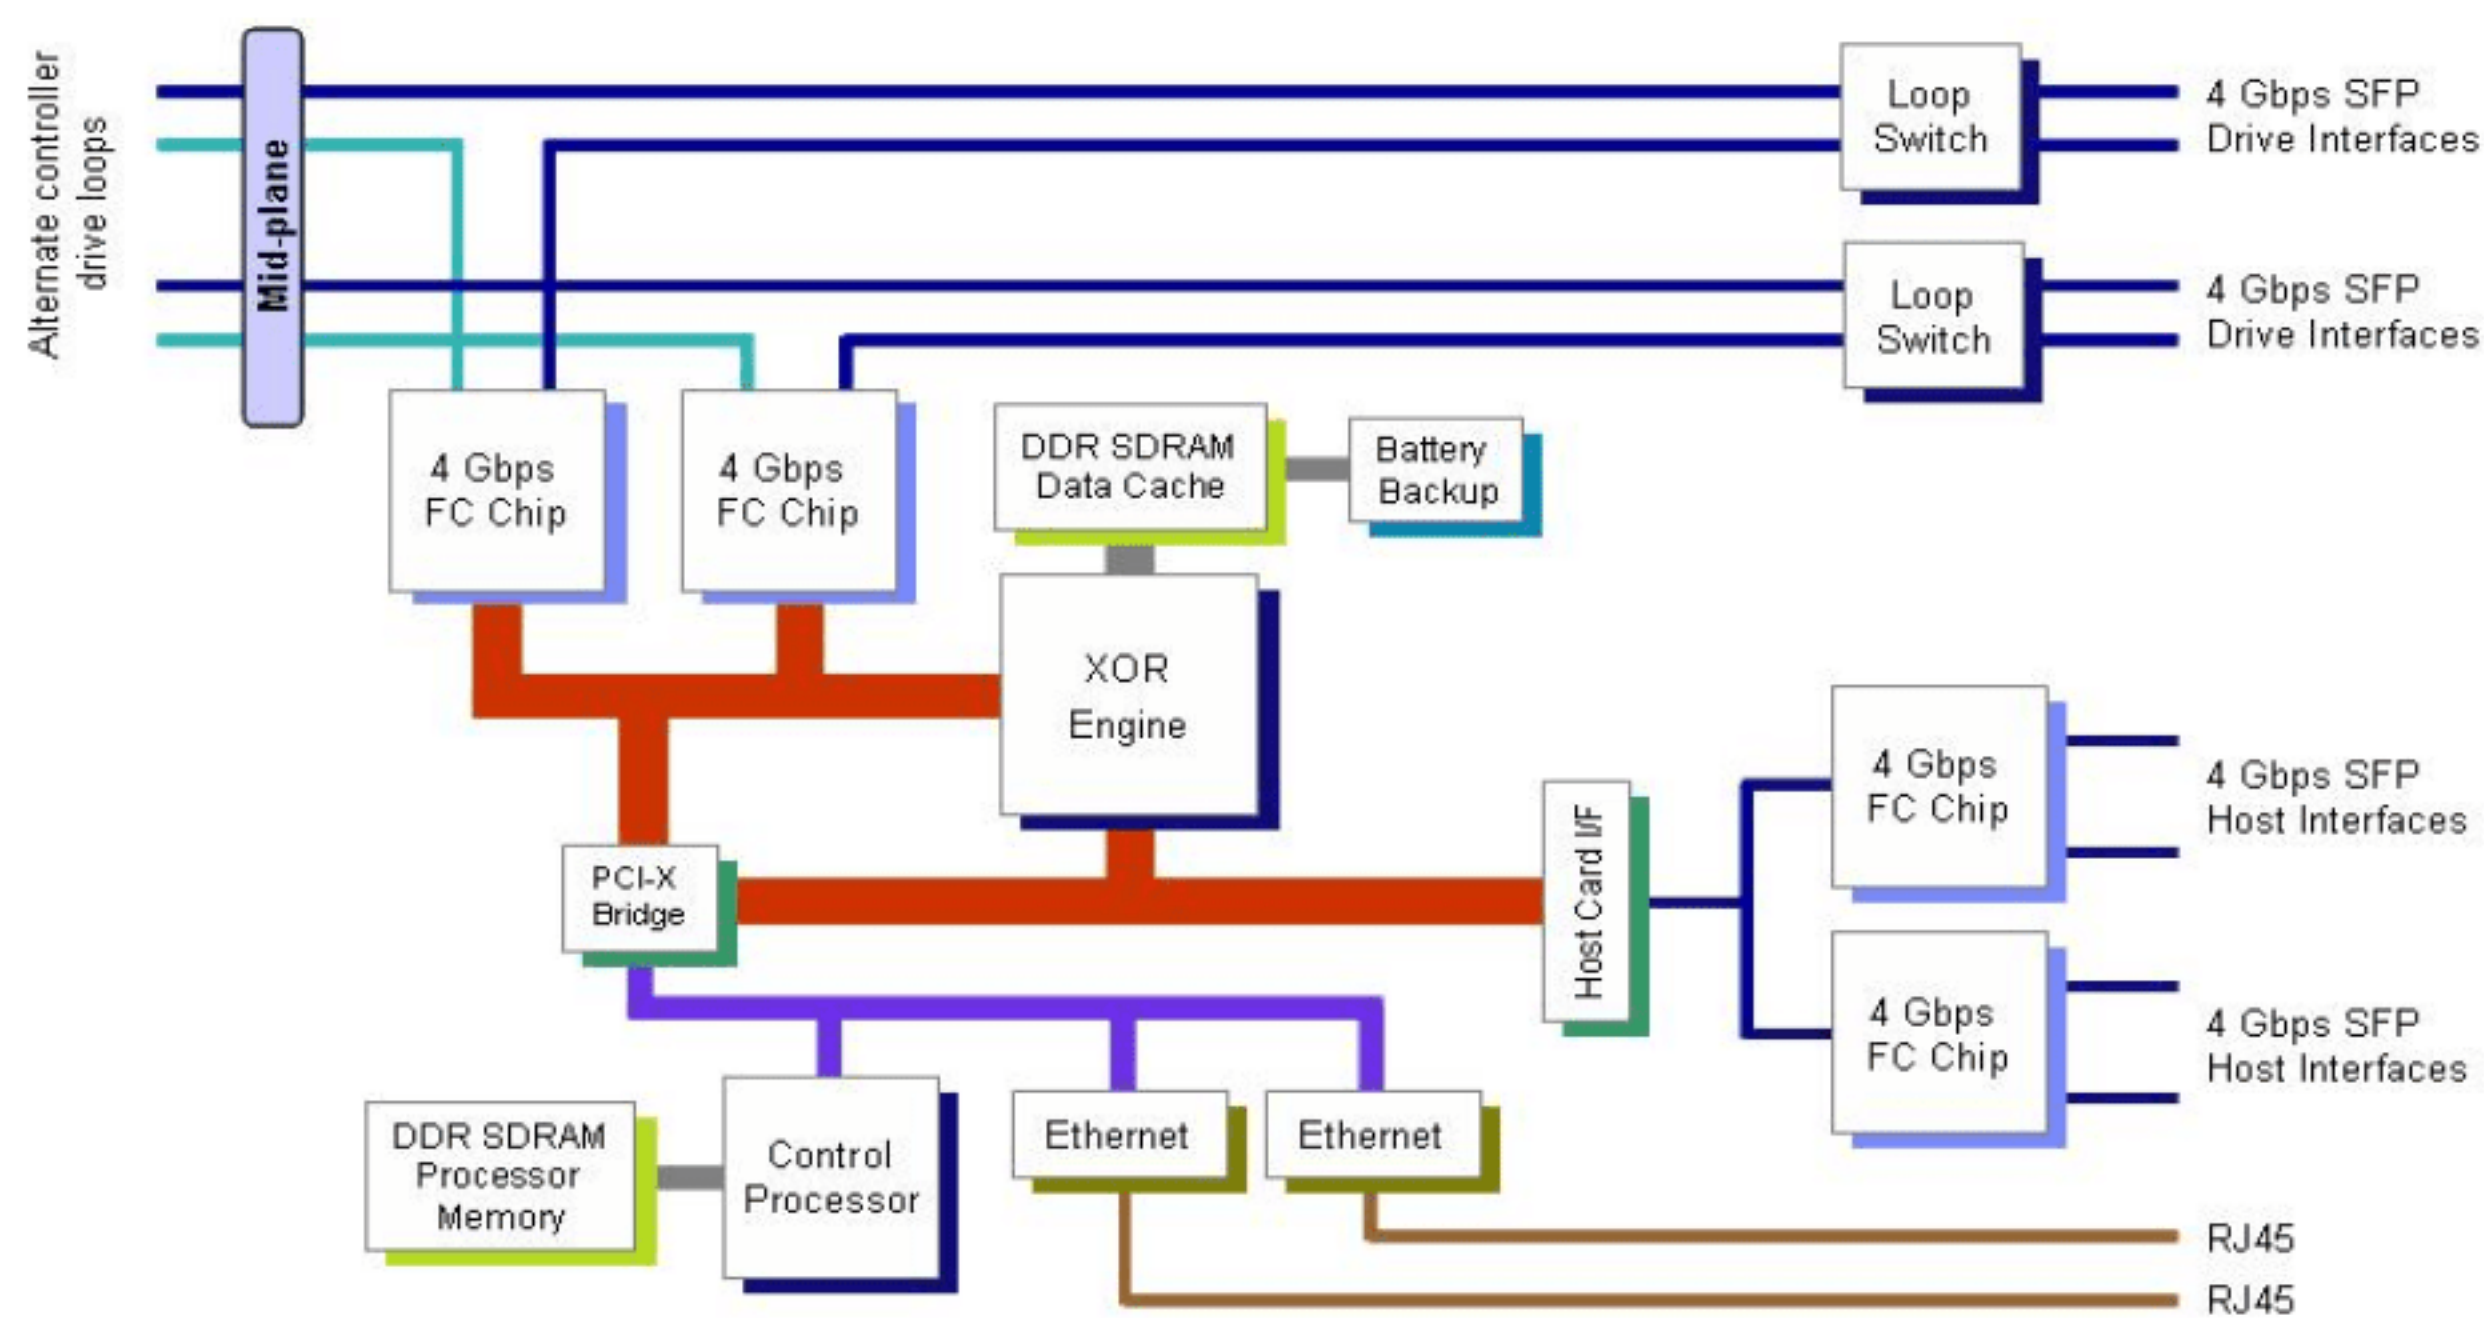 Alternate controller
drive loops
Mid-plane
Loop
Switch
4 Gbps SFP
Drive Interfaces
Loop
Switch
4 Gbps SFP
Drive Interfaces
4 Gbps
FC Chip
4 Gbps
FC Chip
DDR SDRAM
Data Cache
Battery
Backup
XOR
Engine
PCI-X
Bridge
Host Card I/F
4 Gbps
FC Chip
4 Gbps SFP
Host Interfaces
4 Gbps
FC Chip
4 Gbps SFP
Host Interfaces
DDR SDRAM
Processor
Memory
Control
Processor
Ethernet
Ethernet
RJ45
RJ45